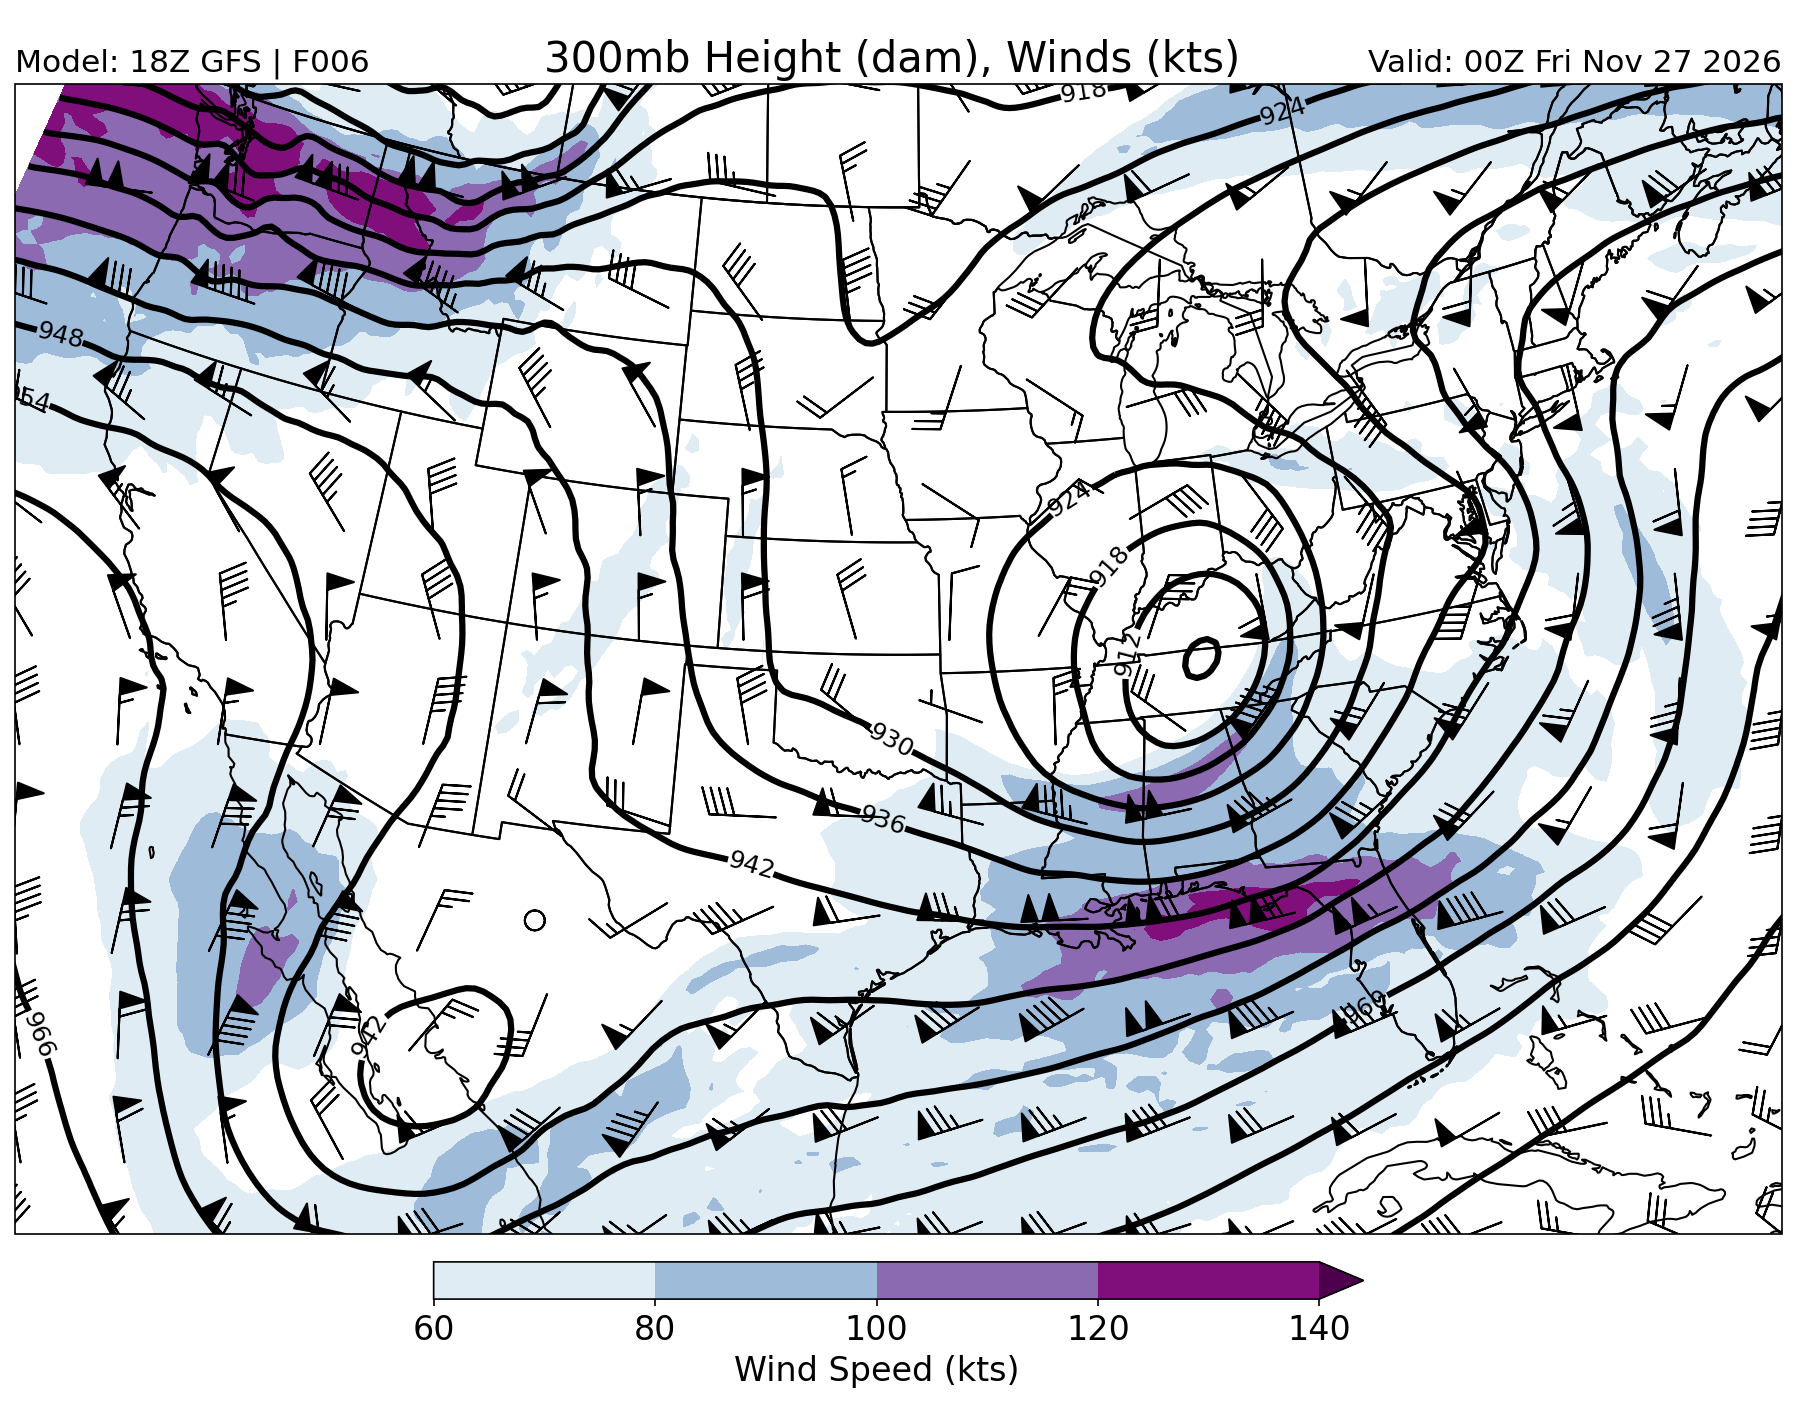 Model: 18Z GFS | F006
300mb Height (dam), Winds (kts)
Valid: 00Z Fri Nov 27 2026
918
924
948
54
924
918
912
930
936
942
960
966
942
60 80 100 120 140
Wind Speed (kts)